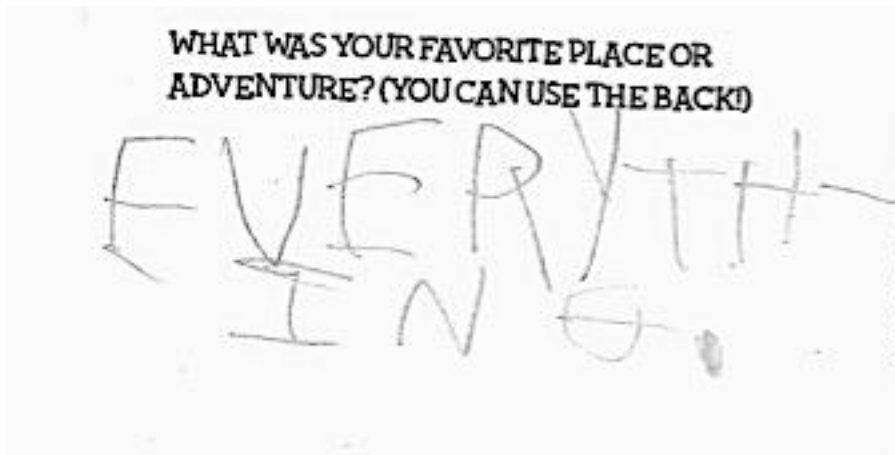 WHAT WAS YOUR FAVORITE PLACE OR
ADVENTURE? (YOU CAN USE THE BACK!)
EVERYTH-
ING.